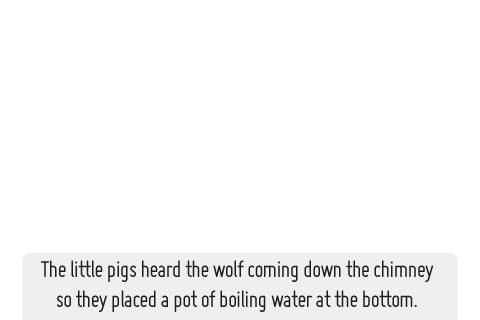 The little pigs heard the wolf coming down the chimney
so they placed a pot of boiling water at the bottom.